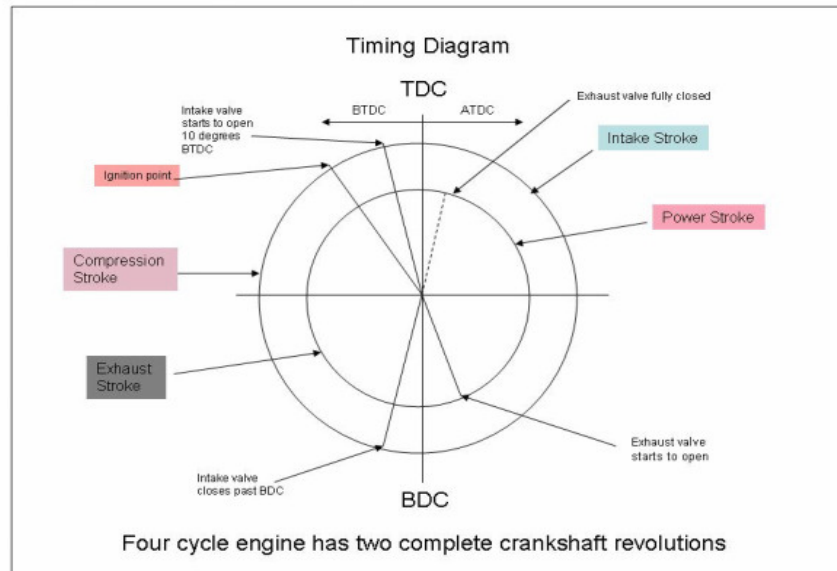 Timing Diagram
TDC
BTDC
ATDC
Intake valve
starts to open
10 degrees
BTDC
Exhaust valve fully closed
Intake Stroke
Ignition point
Power Stroke
Compression
Stroke
Exhaust
Stroke
Exhaust valve
starts to open
Intake valve
closes past BDC
BDC
Four cycle engine has two complete crankshaft revolutions